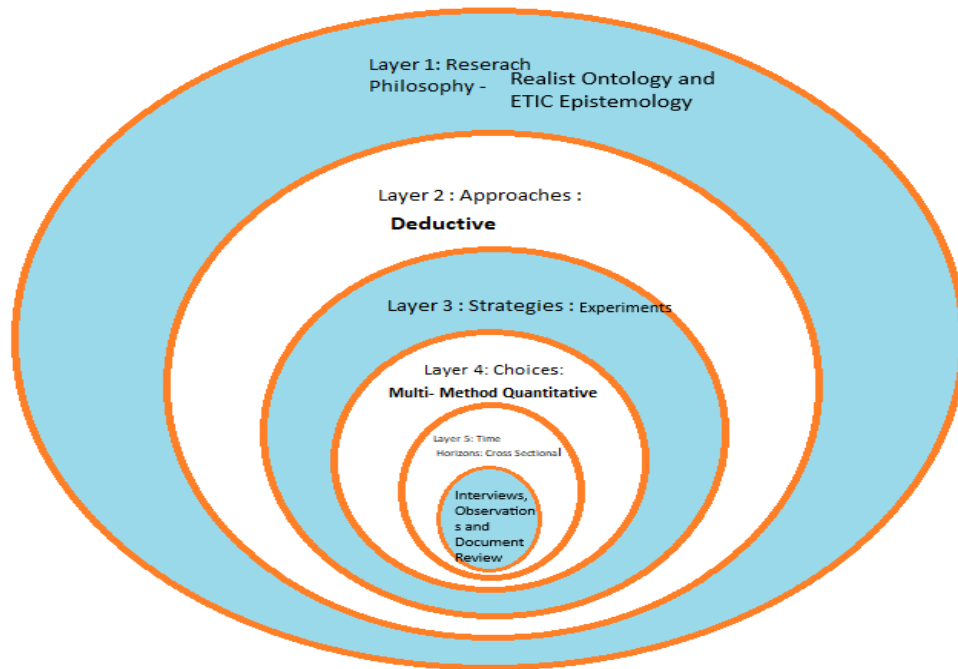 Layer 1: Reserach
Philosophy -
Realist Ontology and
ETIC Epistemology
Layer 2 : Approaches :
Deductive
Layer 3 : Strategies : Experiments
Layer 4: Choices:
Multi- Method Quantitative
Layer 5: Time
Horizons: Cross Sectional
Interviews,
Observation
s and
Document
Review